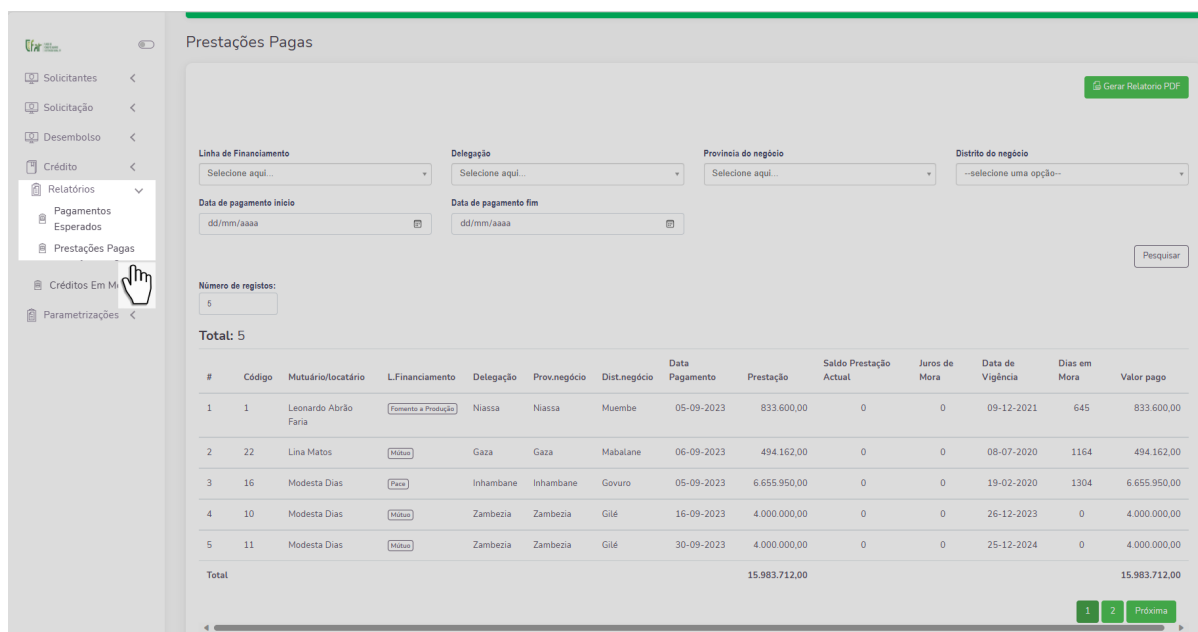 Prestações Pagas
Solicitantes
Solicitação
Desembolso
Crédito
Relatórios
Pagamentos
Esperados
Prestações Pagas
Créditos Em
Parametrizações
Gerar Relatorio PDF
Linha de Financiamento Delegação Provincia do negócio Distrito do negócio
Selecione aqui... Selecione aqui... Selecione aqui... --selecione uma opção--
Data de pagamento inicio Data de pagamento fim
dd/mm/aaaa dd/mm/aaaa
Pesquisar
Número de registos:
5
Total: 5
# Código Mutuário/locatário L.Financiamento Delegação Prov.negócio Dist.negócio Data Pagamento Prestação Saldo Prestação Actual Juros de Mora Data de Vigência Dias em Mora Valor pago
1 1 Leonardo Abrão Faria Fomento a Produção Niassa Niassa Muembe 05-09-2023 833.600,00 0 0 09-12-2021 645 833.600,00
2 22 Lina Matos Mútuo Gaza Gaza Mabalane 06-09-2023 494.162,00 0 0 08-07-2020 1164 494.162,00
3 16 Modesta Dias Pace Inhambane Inhambane Govuro 05-09-2023 6.655.950,00 0 0 19-02-2020 1304 6.655.950,00
4 10 Modesta Dias Mútuo Zambezia Zambezia Gilé 16-09-2023 4.000.000,00 0 0 26-12-2023 0 4.000.000,00
5 11 Modesta Dias Mútuo Zambezia Zambezia Gilé 30-09-2023 4.000.000,00 0 0 25-12-2024 0 4.000.000,00
Total 15.983.712,00 15.983.712,00
1 2 Próxima